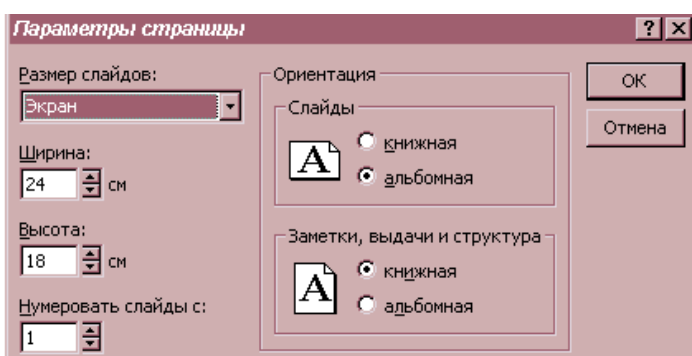 Параметры страницы
Размер слайдов:
Экран
Ширина:
24 см
Высота:
18 см
Нумеровать слайды с:
1
Ориентация
Слайды
A
книжная
альбомная
Заметки, выдачи и структура
A
книжная
альбомная
ОК
Отмена